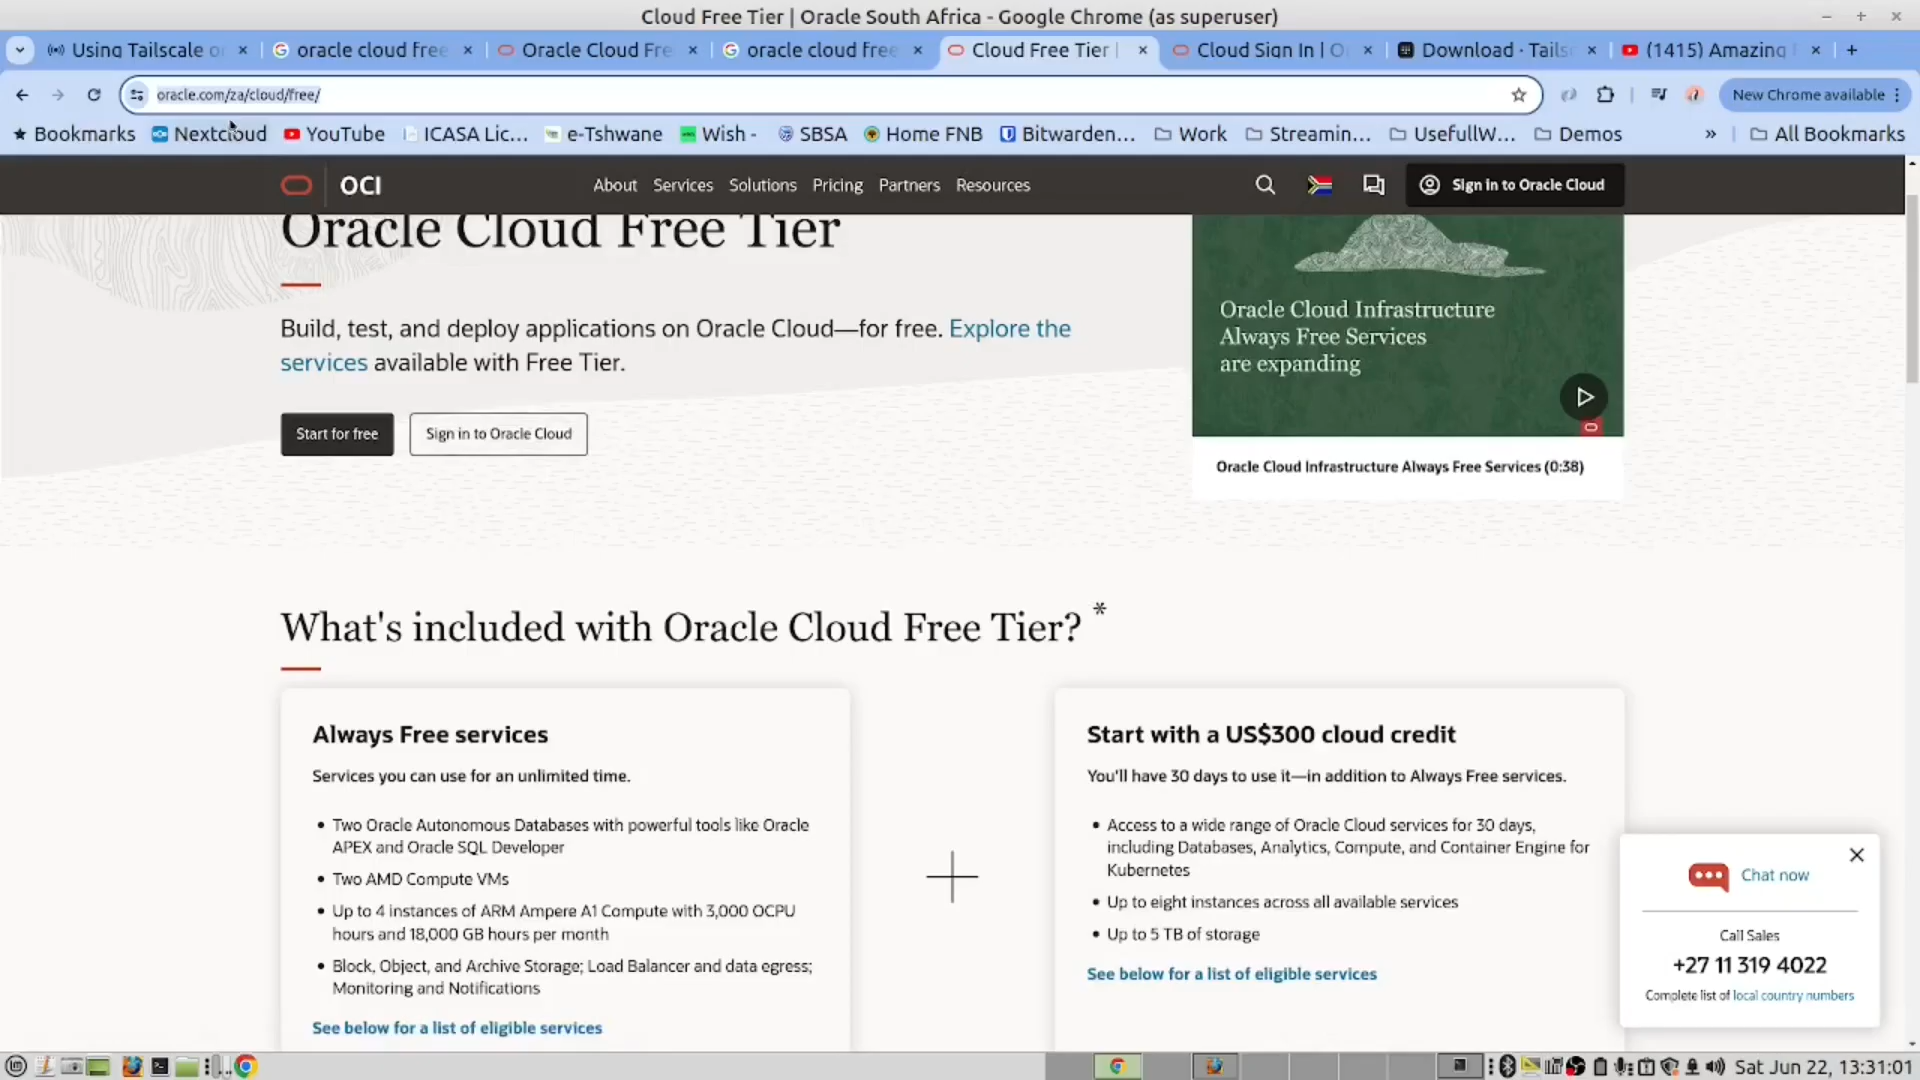 Cloud Free Tier | Oracle South Africa - Google Chrome (as superuser)
Using Tailscale o
oracle cloud free
Oracle Cloud Fre
oracle cloud free
Cloud Free Tier |
Cloud Sign In | O
Download · Tails
(1415) Amazing
oracle.com/za/cloud/free/
New Chrome available
Bookmarks
Nextcloud
YouTube
ICASA Lic...
e-Tshwane
Wish -
SBSA
Home FNB
Bitwarden...
Work
Streamin...
UsefullW...
Demos
»
All Bookmarks
OCI
About
Services
Solutions
Pricing
Partners
Resources
Sign in to Oracle Cloud
Oracle Cloud Free Tier
Build, test, and deploy applications on Oracle Cloud—for free. Explore the
services available with Free Tier.
Start for free
Sign in to Oracle Cloud
Oracle Cloud Infrastructure
Always Free Services
are expanding
Oracle Cloud Infrastructure Always Free Services (0:38)
What's included with Oracle Cloud Free Tier? *
Always Free services
Services you can use for an unlimited time.
• Two Oracle Autonomous Databases with powerful tools like Oracle
APEX and Oracle SQL Developer
• Two AMD Compute VMs
• Up to 4 instances of ARM Ampere A1 Compute with 3,000 OCPU
hours and 18,000 GB hours per month
• Block, Object, and Archive Storage; Load Balancer and data egress;
Monitoring and Notifications
See below for a list of eligible services
Start with a US$300 cloud credit
You'll have 30 days to use it—in addition to Always Free services.
• Access to a wide range of Oracle Cloud services for 30 days,
including Databases, Analytics, Compute, and Container Engine for
Kubernetes
• Up to eight instances across all available services
• Up to 5 TB of storage
See below for a list of eligible services
Chat now
Call Sales
+27 11 319 4022
Complete list of local country numbers
Sat Jun 22, 13:31:01